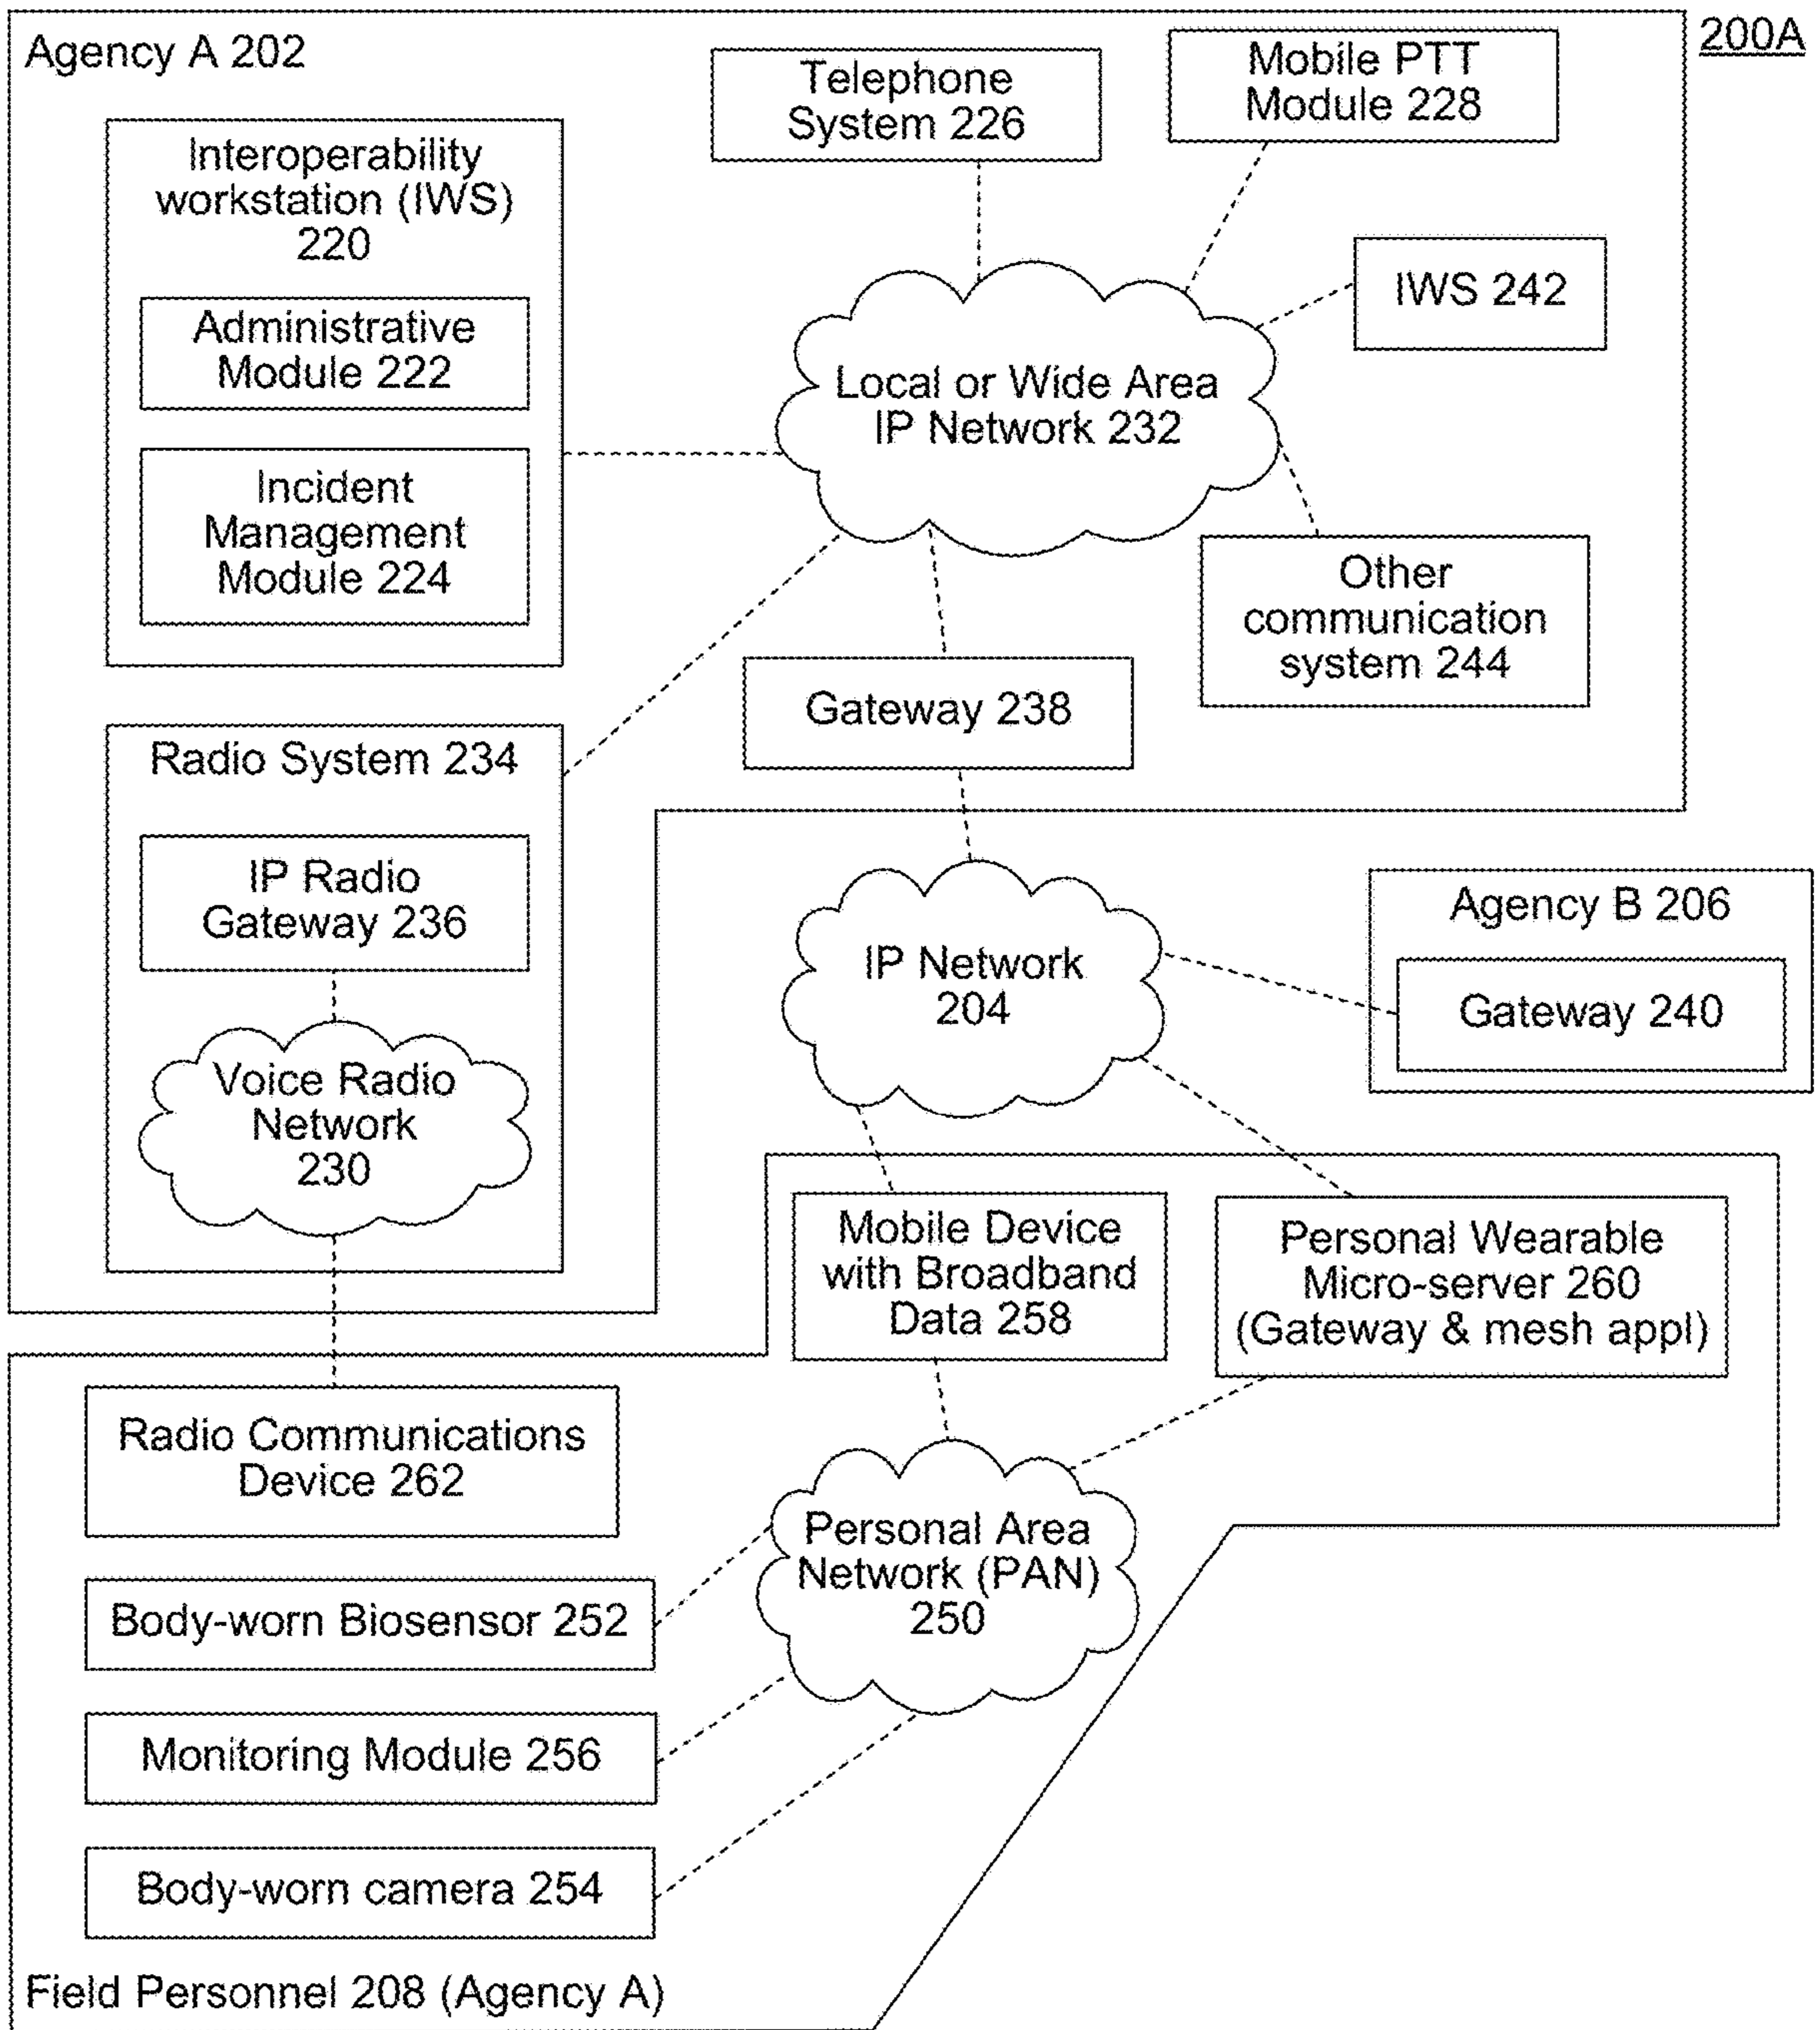 200A
Agency A 202
Telephone
System 226
Mobile PTT
Module 228
Interoperability
workstation (IWS)
220
Administrative
Module 222
Incident
Management
Module 224
IWS 242
Local or Wide Area
IP Network 232
Other
communication
system 244
Gateway 238
Radio System 234
IP Radio
Gateway 236
Voice Radio
Network
230
IP Network
204
Agency B 206
Gateway 240
Mobile Device
with Broadband
Data 258
Personal Wearable
Micro-server 260
(Gateway & mesh appl)
Radio Communications
Device 262
Personal Area
Network (PAN)
250
Body-worn Biosensor 252
Monitoring Module 256
Body-worn camera 254
Field Personnel 208 (Agency A)